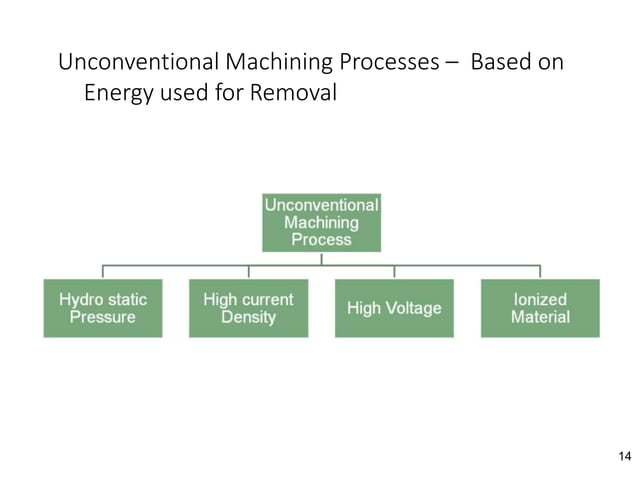 Unconventional Machining Processes –  Based on
Energy used for Removal
Unconventional
Machining
Process
Hydro static
Pressure
High current
Density
High Voltage
Ionized
Material
14